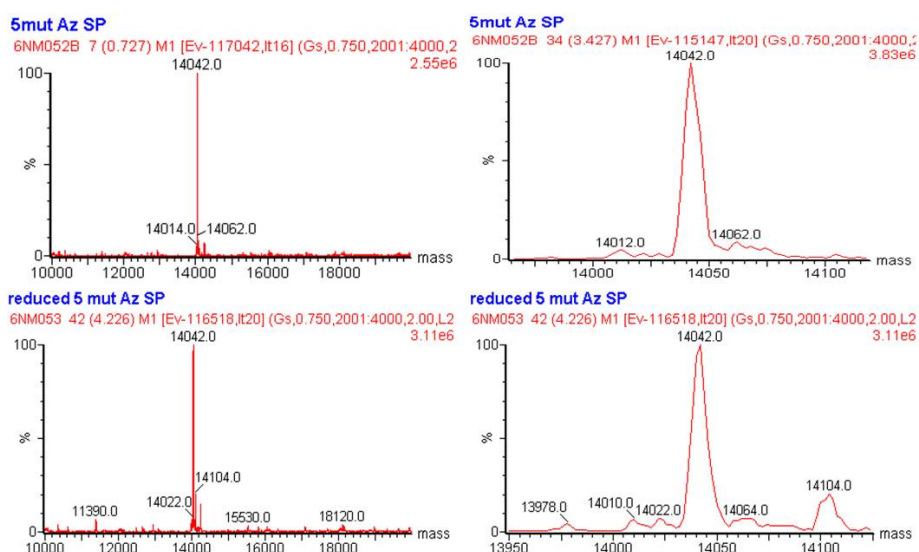 5mut Az SP
6NM052B 7 (0.727) M1 [Ev-117042,It16] (Gs,0.750,2001:4000,2
2.55e6
14042.0
100
%
14014.0
14062.0
0
10000 12000 14000 16000 18000 mass
5mut Az SP
6NM052B 34 (3.427) M1 [Ev-115147,It20] (Gs,0.750,2001:4000,2
3.83e6
14042.0
100
%
14012.0
14062.0
0
14000 14050 14100 mass
reduced 5 mut Az SP
6NM053 42 (4.226) M1 [Ev-116518,It20] (Gs,0.750,2001:4000,2.00,L2
3.11e6
14042.0
100
%
14104.0
11390.0
14022.0
15530.0
18120.0
0
10000 12000 14000 16000 18000 mass
reduced 5 mut Az SP
6NM053 42 (4.226) M1 [Ev-116518,It20] (Gs,0.750,2001:4000,2.00,L2
3.11e6
14042.0
100
%
13978.0
14010.0
14022.0
14064.0
14104.0
0
13950 14000 14050 14100 mass